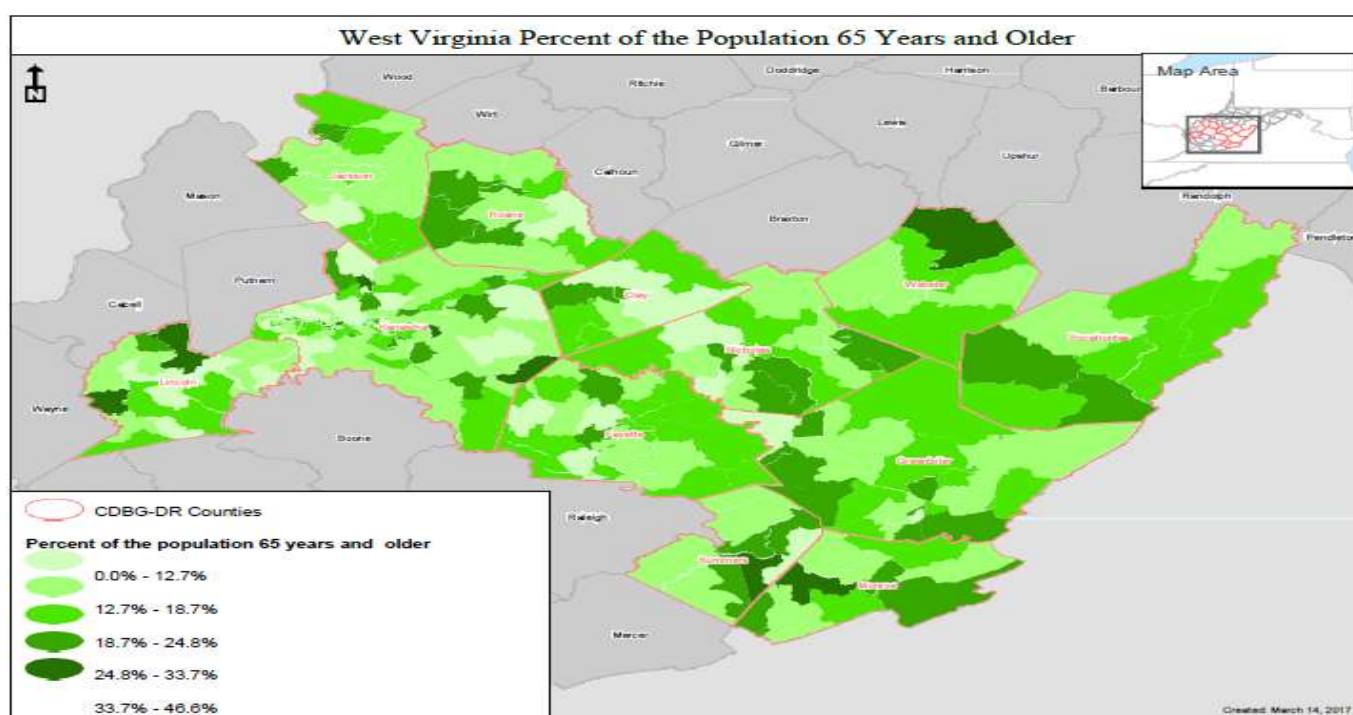 West Virginia Percent of the Population 65 Years and Older
Map Area
N
Wood
Ritchie
Doddridge
Harrison
Barbour
Wirt
Lewis
Gilmer
Upshur
Calhoun
Mason
Jackson
Roane
Braxton
Randolph
Pendleton
Putnam
Cabell
Clay
Webster
Kanawha
Nicholas
Pocahontas
Lincoln
Wayne
Boone
Fayette
Greenbrier
Raleigh
Summers
Monroe
Mercer
CDBG-DR Counties
Percent of the population 65 years and older
0.0% - 12.7%
12.7% - 18.7%
18.7% - 24.8%
24.8% - 33.7%
33.7% - 46.6%
Created: March 14, 2017